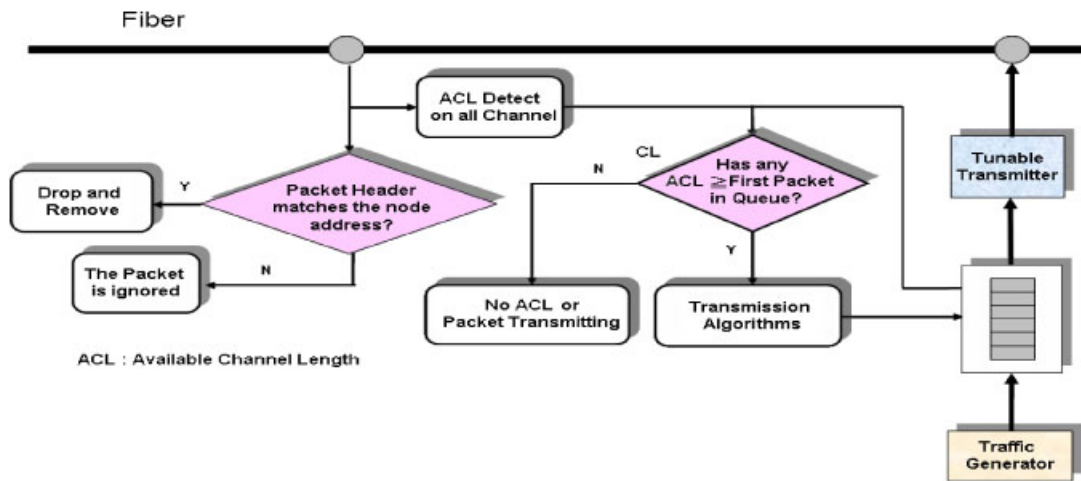 Fiber
ACL Detect
on all Channel
CL
Has any
ACL ≧First Packet
in Queue?
Tunable
Transmitter
Drop and
Remove
Y
Packet Header
matches the node
address?
N
The Packet
is ignored
N
Y
No ACL or
Packet Transmitting
Transmission
Algorithms
ACL : Available Channel Length
Traffic
Generator